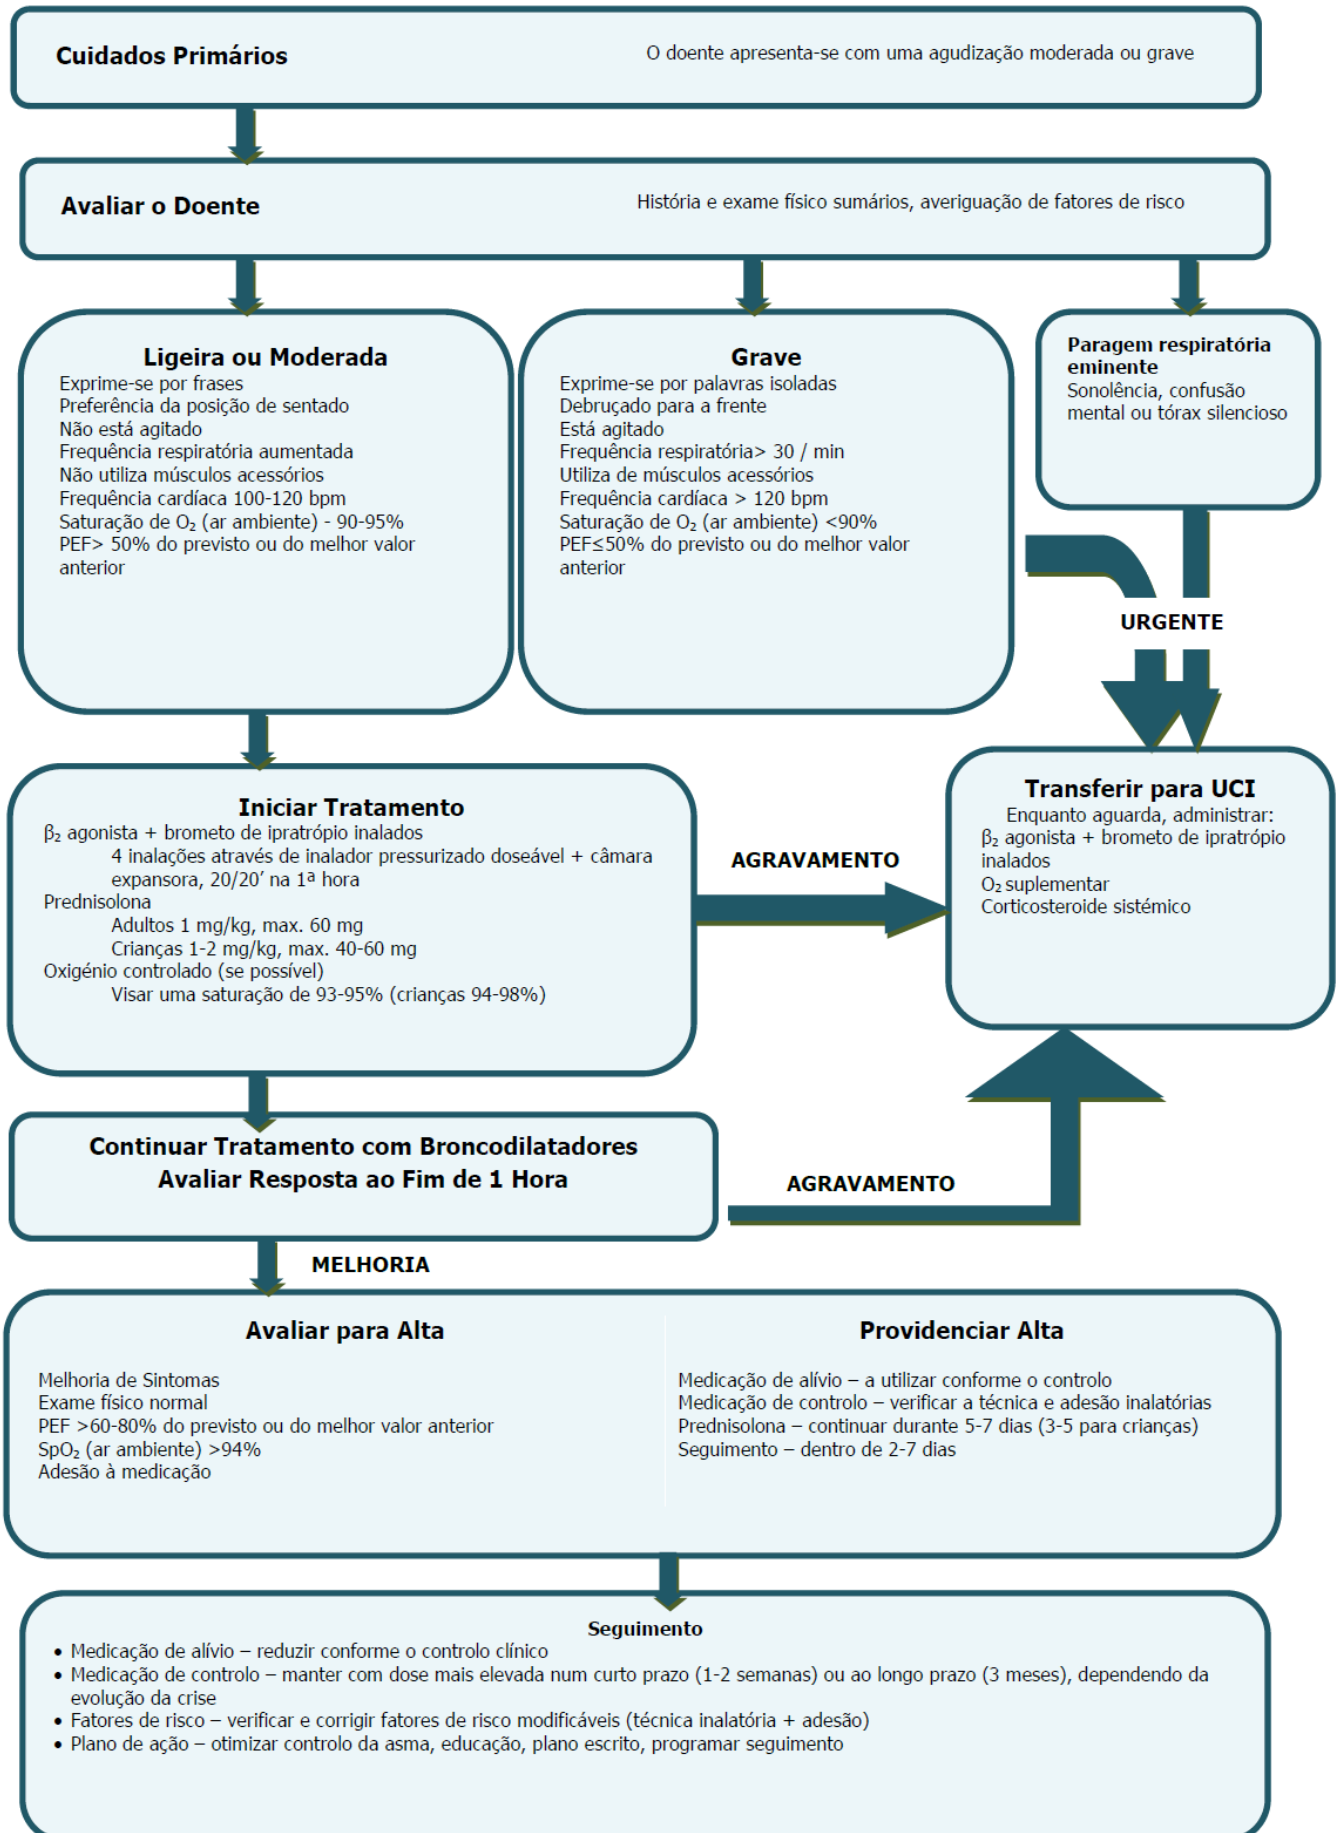 Cuidados Primários
O doente apresenta-se com uma agudização moderada ou grave
Avaliar o Doente
História e exame físico sumários, averiguação de fatores de risco
Ligeira ou Moderada
Exprime-se por frases
Preferência da posição de sentado
Não está agitado
Frequência respiratória aumentada
Não utiliza músculos acessórios
Frequência cardíaca 100-120 bpm
Saturação de O₂ (ar ambiente) - 90-95%
PEF> 50% do previsto ou do melhor valor
anterior
Grave
Exprime-se por palavras isoladas
Debruçado para a frente
Está agitado
Frequência respiratória> 30 / min
Utiliza de músculos acessórios
Frequência cardíaca > 120 bpm
Saturação de O₂ (ar ambiente) <90%
PEF≤50% do previsto ou do melhor valor
anterior
Paragem respiratória
eminente
Sonolência, confusão
mental ou tórax silencioso
URGENTE
Iniciar Tratamento
β₂ agonista + brometo de ipratrópio inalados
4 inalações através de inalador pressurizado doseável + câmara
expansora, 20/20’ na 1ª hora
Prednisolona
Adultos 1 mg/kg, max. 60 mg
Crianças 1-2 mg/kg, max. 40-60 mg
Oxigénio controlado (se possível)
Visar uma saturação de 93-95% (crianças 94-98%)
AGRAVAMENTO
Transferir para UCI
Enquanto aguarda, administrar:
β₂ agonista + brometo de ipratrópio
inalados
O₂ suplementar
Corticosteroide sistémico
Continuar Tratamento com Broncodilatadores
Avaliar Resposta ao Fim de 1 Hora
AGRAVAMENTO
MELHORIA
Avaliar para Alta
Melhoria de Sintomas
Exame físico normal
PEF >60-80% do previsto ou do melhor valor anterior
SpO₂ (ar ambiente) >94%
Adesão à medicação
Providenciar Alta
Medicação de alívio – a utilizar conforme o controlo
Medicação de controlo – verificar a técnica e adesão inalatórias
Prednisolona – continuar durante 5-7 dias (3-5 para crianças)
Seguimento – dentro de 2-7 dias
Seguimento
• Medicação de alívio – reduzir conforme o controlo clínico
• Medicação de controlo – manter com dose mais elevada num curto prazo (1-2 semanas) ou ao longo prazo (3 meses), dependendo da
evolução da crise
• Fatores de risco – verificar e corrigir fatores de risco modificáveis (técnica inalatória + adesão)
• Plano de ação – otimizar controlo da asma, educação, plano escrito, programar seguimento